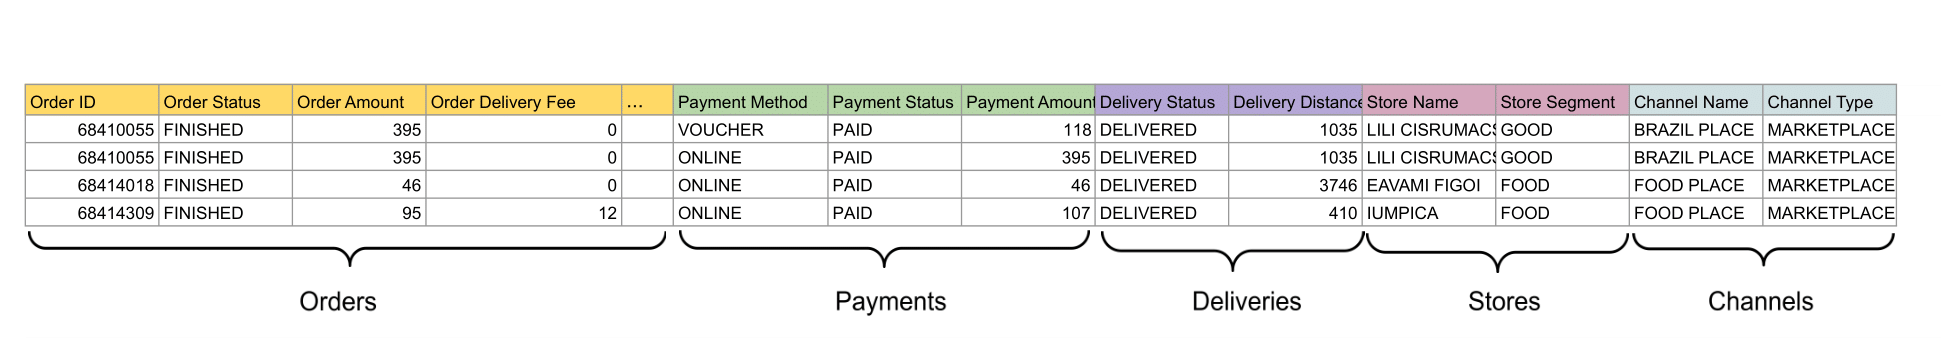 Order ID Order Status Order Amount Order Delivery Fee ... Payment Method Payment Status Payment Amount Delivery Status Delivery Distance Store Name Store Segment Channel Name Channel Type
68410055 FINISHED 395 0 VOUCHER PAID 118 DELIVERED 1035 LILI CISRUMACS GOOD BRAZIL PLACE MARKETPLACE
68410055 FINISHED 395 0 ONLINE PAID 395 DELIVERED 1035 LILI CISRUMACS GOOD BRAZIL PLACE MARKETPLACE
68414018 FINISHED 46 0 ONLINE PAID 46 DELIVERED 3746 EAVAMI FIGOI FOOD FOOD PLACE MARKETPLACE
68414309 FINISHED 95 12 ONLINE PAID 107 DELIVERED 410 IUMPICA FOOD FOOD PLACE MARKETPLACE
Orders Payments Deliveries Stores Channels